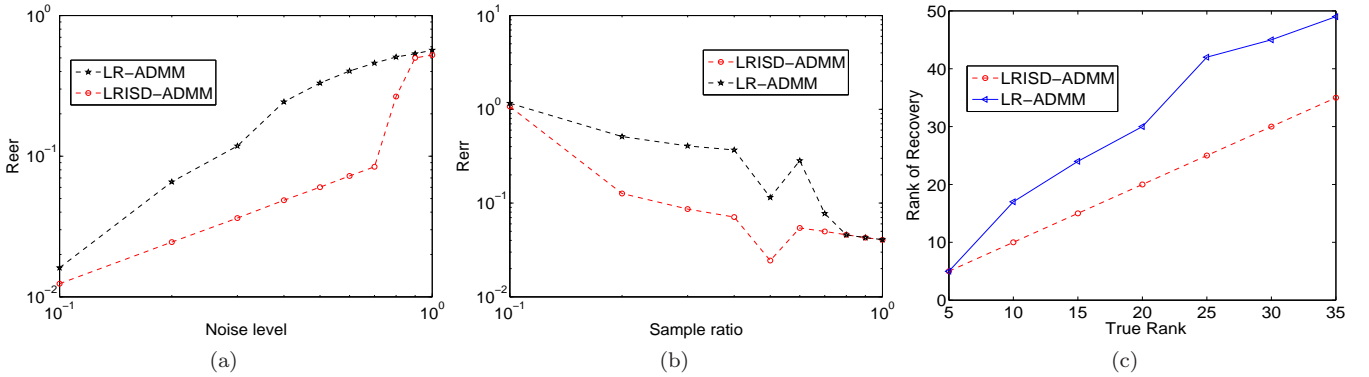 10^0
10^-1
10^-2
Reer
LR-ADMM
LRISD-ADMM
10^-1
10^0
Noise level
(a)
10^1
10^0
10^-1
10^-2
Rerr
LRISD-ADMM
LR-ADMM
10^-1
10^0
Sample ratio
(b)
50
40
30
20
10
0
Rank of Recovery
LRISD-ADMM
LR-ADMM
5 10 15 20 25 30 35
True Rank
(c)